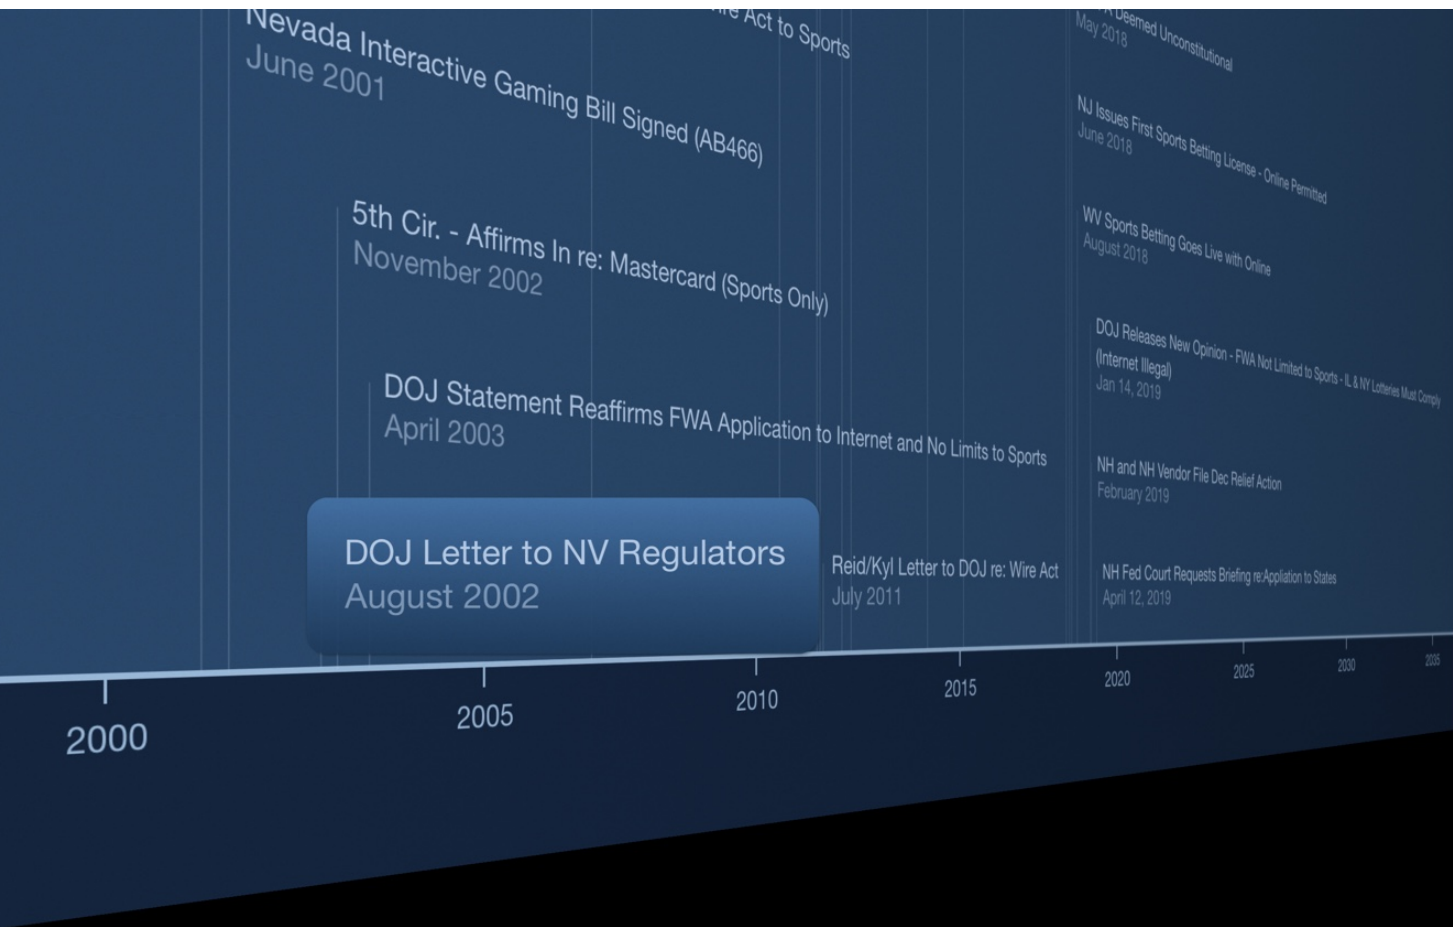 Nevada Interactive Gaming Bill Signed (AB466)
June 2001
Act to Sports
Deemed Unconstitutional
May 2018
NJ Issues First Sports Betting License - Online Permitted
June 2018
5th Cir. - Affirms In re: Mastercard (Sports Only)
November 2002
WV Sports Betting Goes Live with Online
August 2018
DOJ Releases New Opinion - FWA Not Limited to Sports - IL & NY Lotteries Must Comply
(Internet Illegal)
Jan 14, 2019
DOJ Statement Reaffirms FWA Application to Internet and No Limits to Sports
April 2003
NH and NH Vendor File Dec Relief Action
February 2019
DOJ Letter to NV Regulators
August 2002
Reid/Kyl Letter to DOJ re: Wire Act
July 2011
NH Fed Court Requests Briefing re:Appliation to States
April 12, 2019
2000 2005 2010 2015 2020 2025 2030 2035